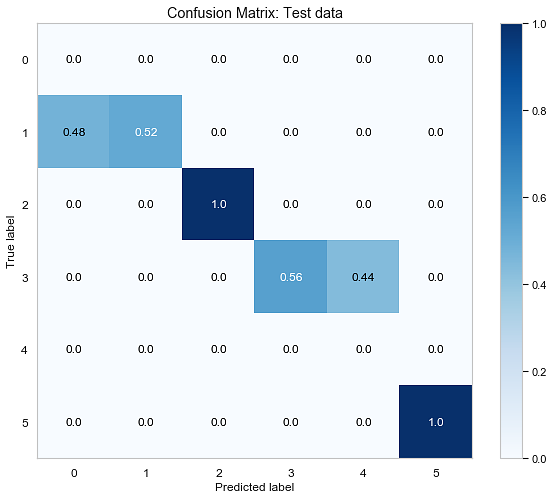 Confusion Matrix: Test data
0 0.0 0.0 0.0 0.0 0.0 0.0
1 0.48 0.52 0.0 0.0 0.0 0.0
2 0.0 0.0 1.0 0.0 0.0 0.0
3 0.0 0.0 0.0 0.56 0.44 0.0
4 0.0 0.0 0.0 0.0 0.0 0.0
5 0.0 0.0 0.0 0.0 0.0 1.0
0 1 2 3 4 5
True label
Predicted label
1.0
0.8
0.6
0.4
0.2
0.0